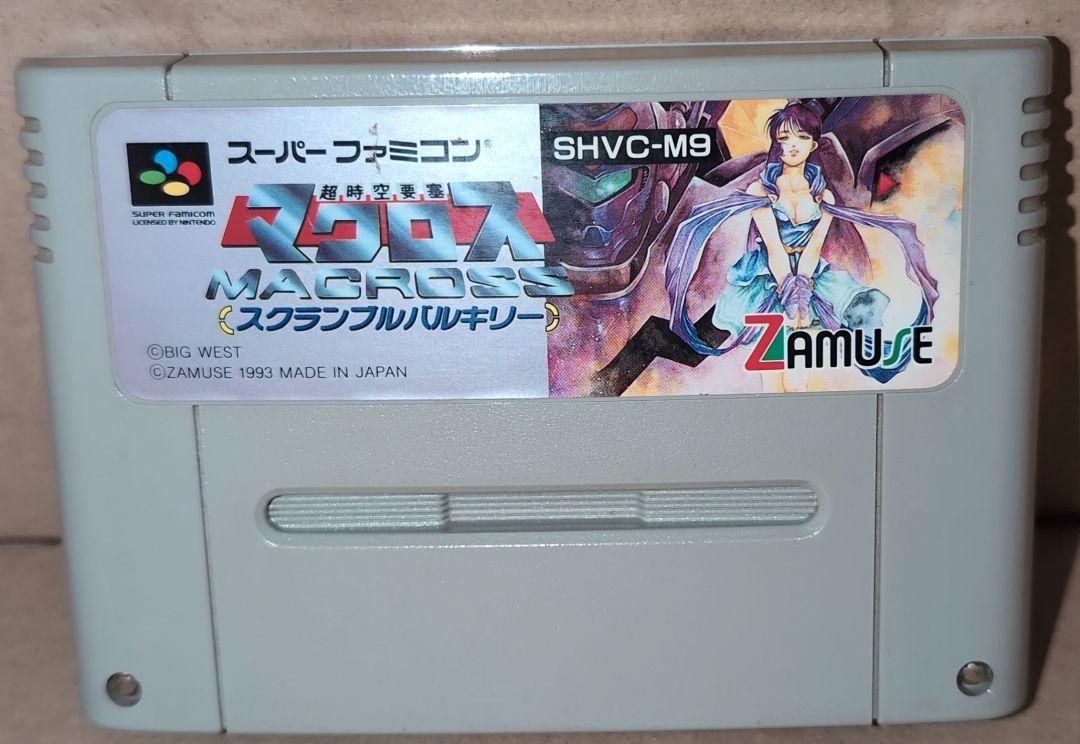 スーパーファミコン®
SUPER FAMICOM
LICENSED BY NINTENDO
SHVC-M9
超時空要塞
マクロス
MACROSS
スクランブルバルキリー
©BIG WEST
©ZAMUSE 1993 MADE IN JAPAN
ZAMUSE